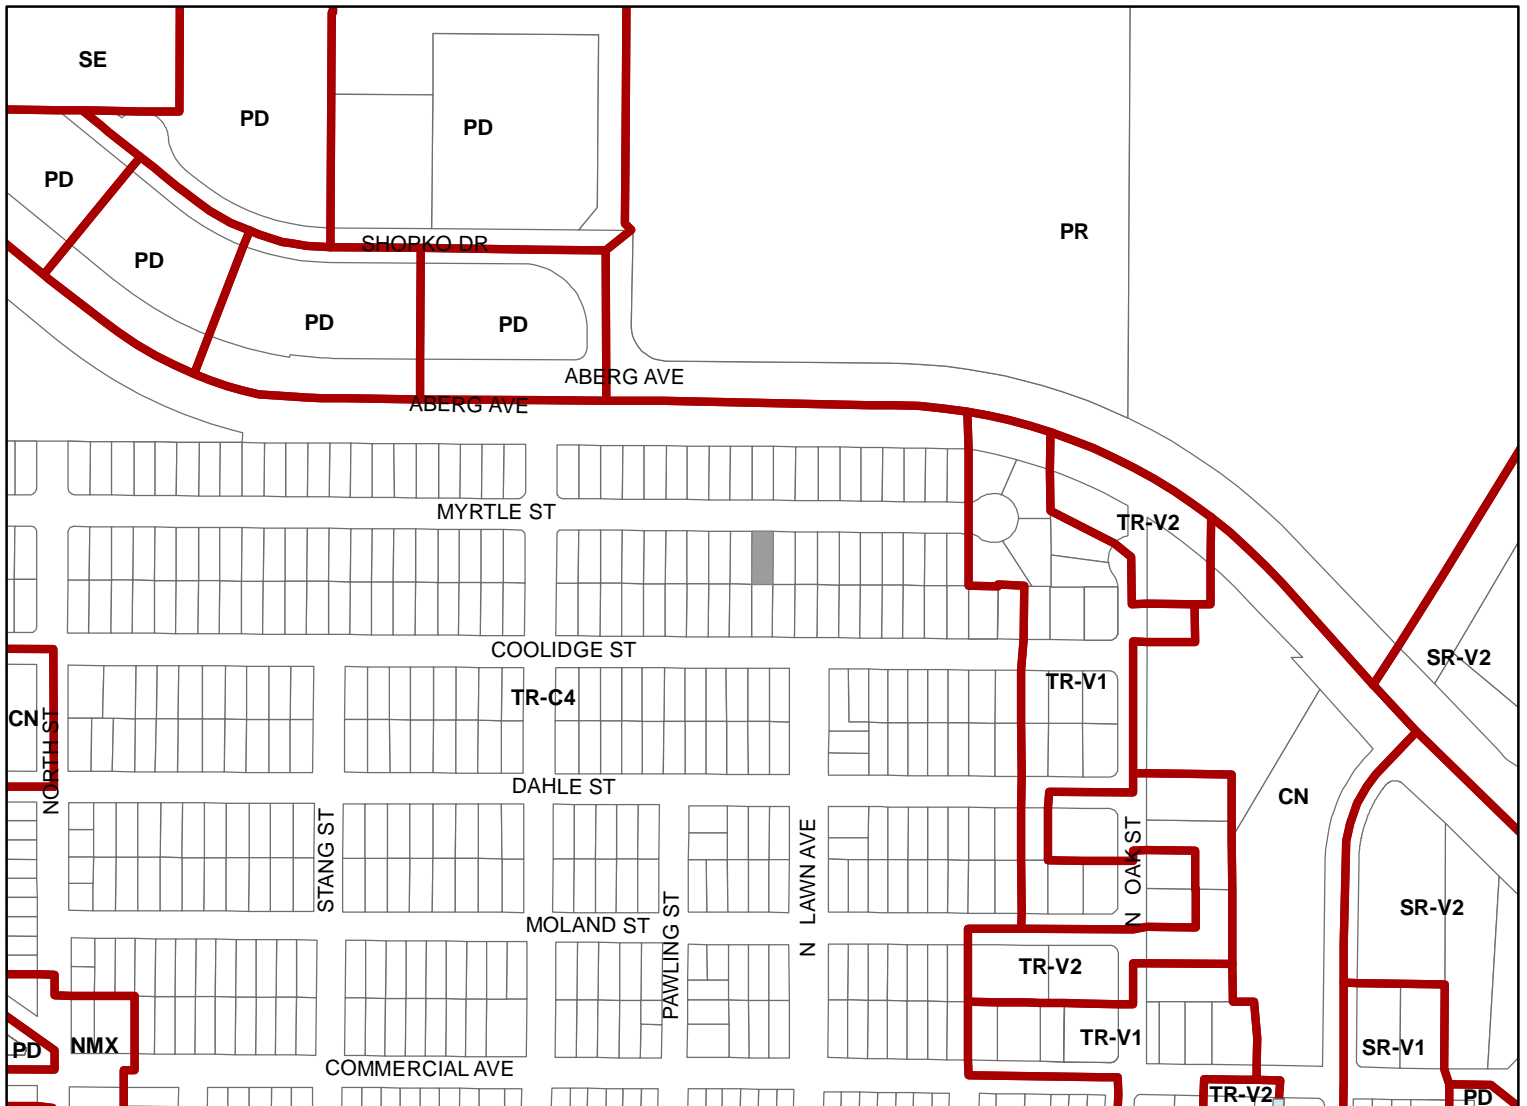 SE
PD
PD
PD
PR
SHOPKO DR
PD
PD
PD
ABERG AVE
ABERG AVE
MYRTLE ST
TR-V2
COOLIDGE ST
SR-V2
TR-V1
TR-C4
CN
NORTH ST
DAHLE ST
CN
STANG ST
N LAWN AVE
N OAK ST
SR-V2
MOLAND ST
PAWLING ST
TR-V2
TR-V1
NMX
PD
SR-V1
COMMERCIAL AVE
TR-V2
PD